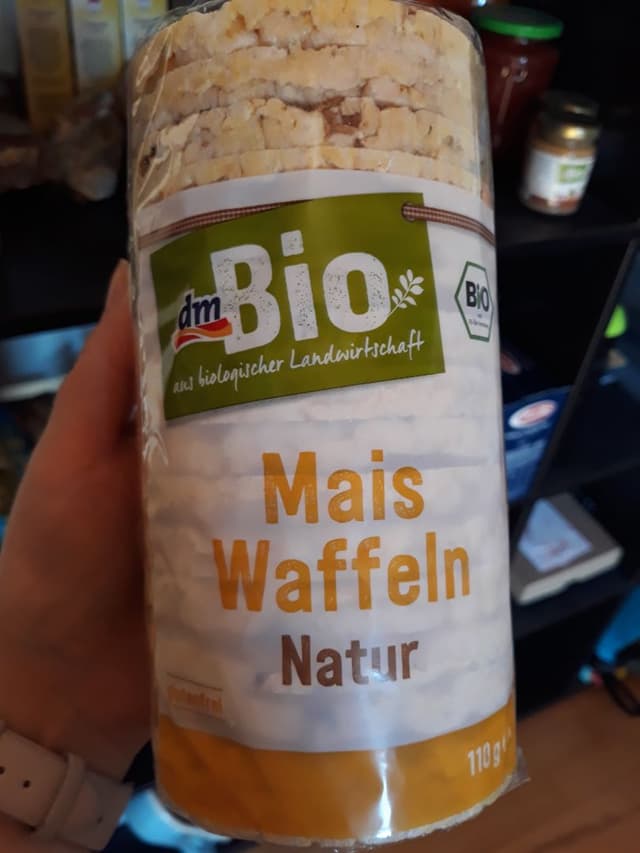 dm
Bio
aus biologischer Landwirtschaft
Bio
Mais
Waffeln
Natur
glutenfrei
110 g e